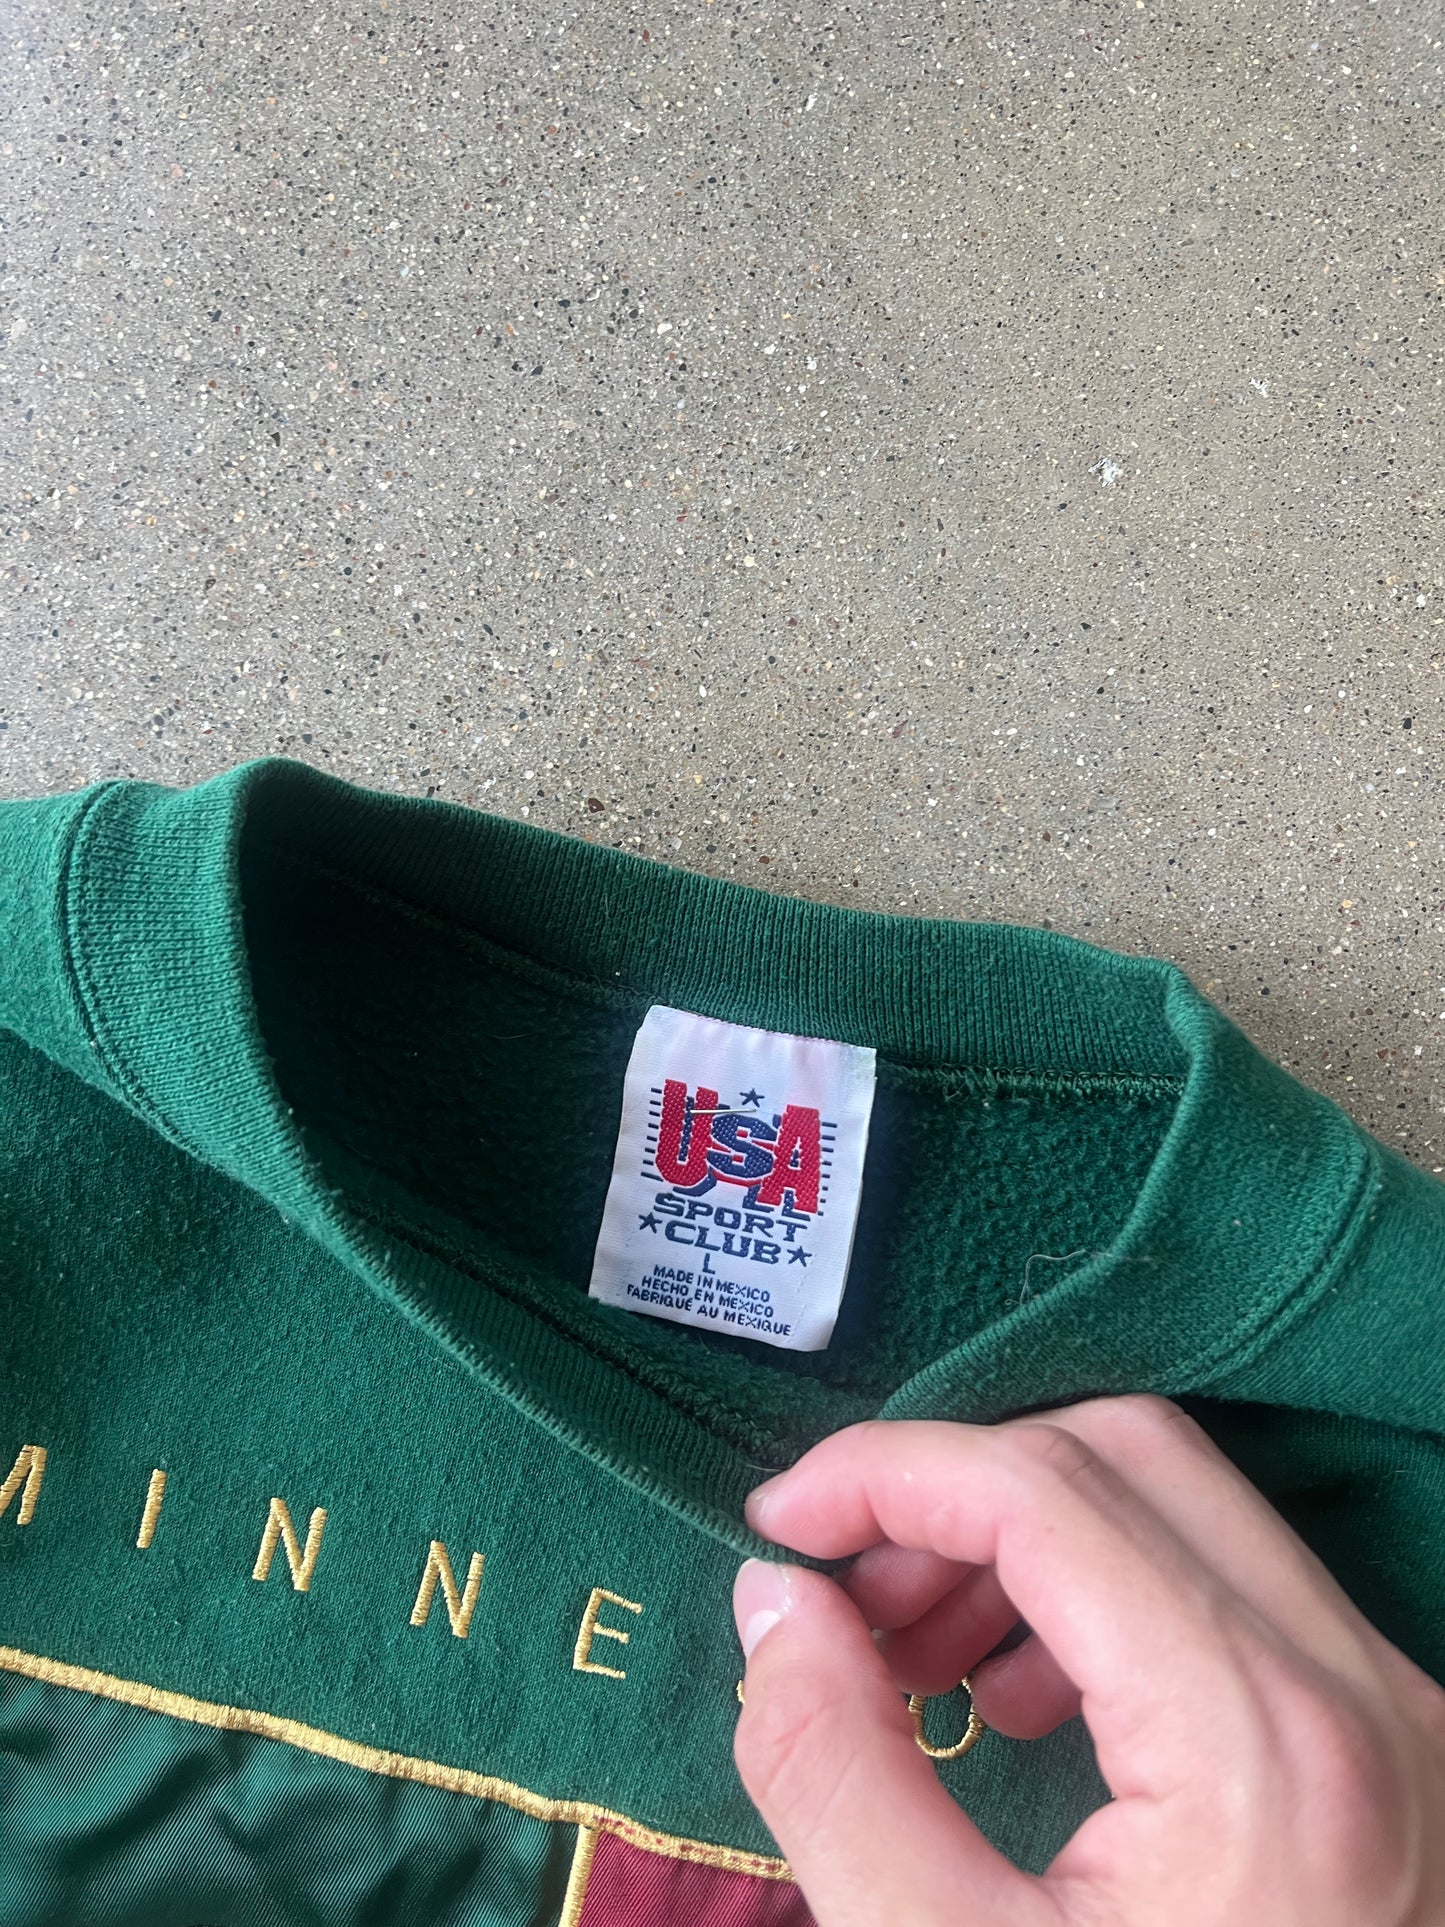 USA
SPORT
CLUB
L
MADE IN MEXICO
HECHO EN MEXICO
FABRIQUÉ AU MEXIQUE
MINNE